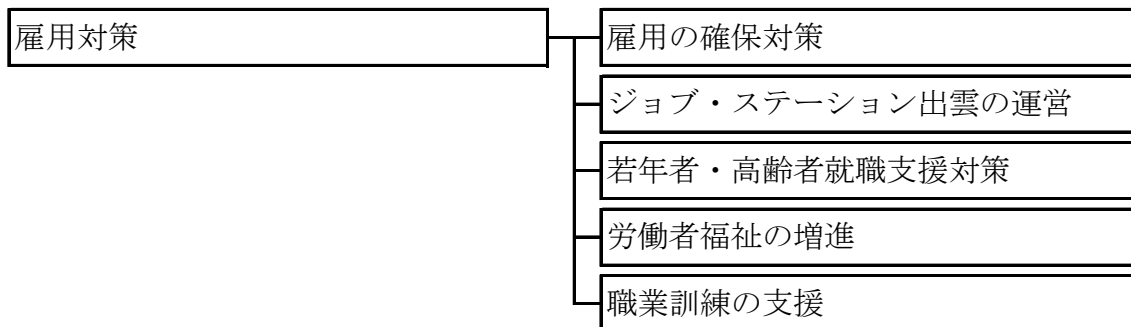 雇用対策
雇用の確保対策
ジョブ・ステーション出雲の運営
若年者・高齢者就職支援対策
労働者福祉の増進
職業訓練の支援